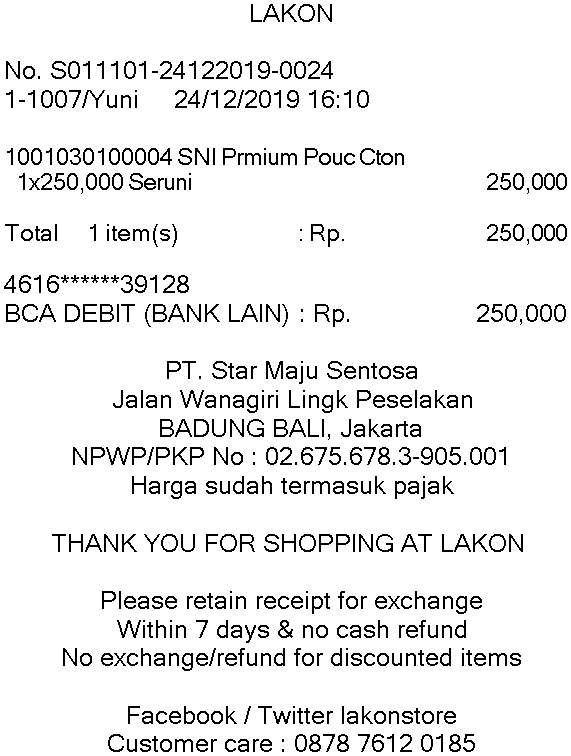 LAKON
No. S011101-24122019-0024
1-1007/Yuni 24/12/2019 16:10
1001030100004 SNI Prmium Pouc Cton
1x250,000 Seruni 250,000
Total 1 item(s) : Rp. 250,000
4616******39128
BCA DEBIT (BANK LAIN) : Rp. 250,000
PT. Star Maju Sentosa
Jalan Wanagiri Lingk Peselakan
BADUNG BALI, Jakarta
NPWP/PKP No : 02.675.678.3-905.001
Harga sudah termasuk pajak
THANK YOU FOR SHOPPING AT LAKON
Please retain receipt for exchange
Within 7 days & no cash refund
No exchange/refund for discounted items
Facebook / Twitter lakonstore
Customer care : 0878 7612 0185